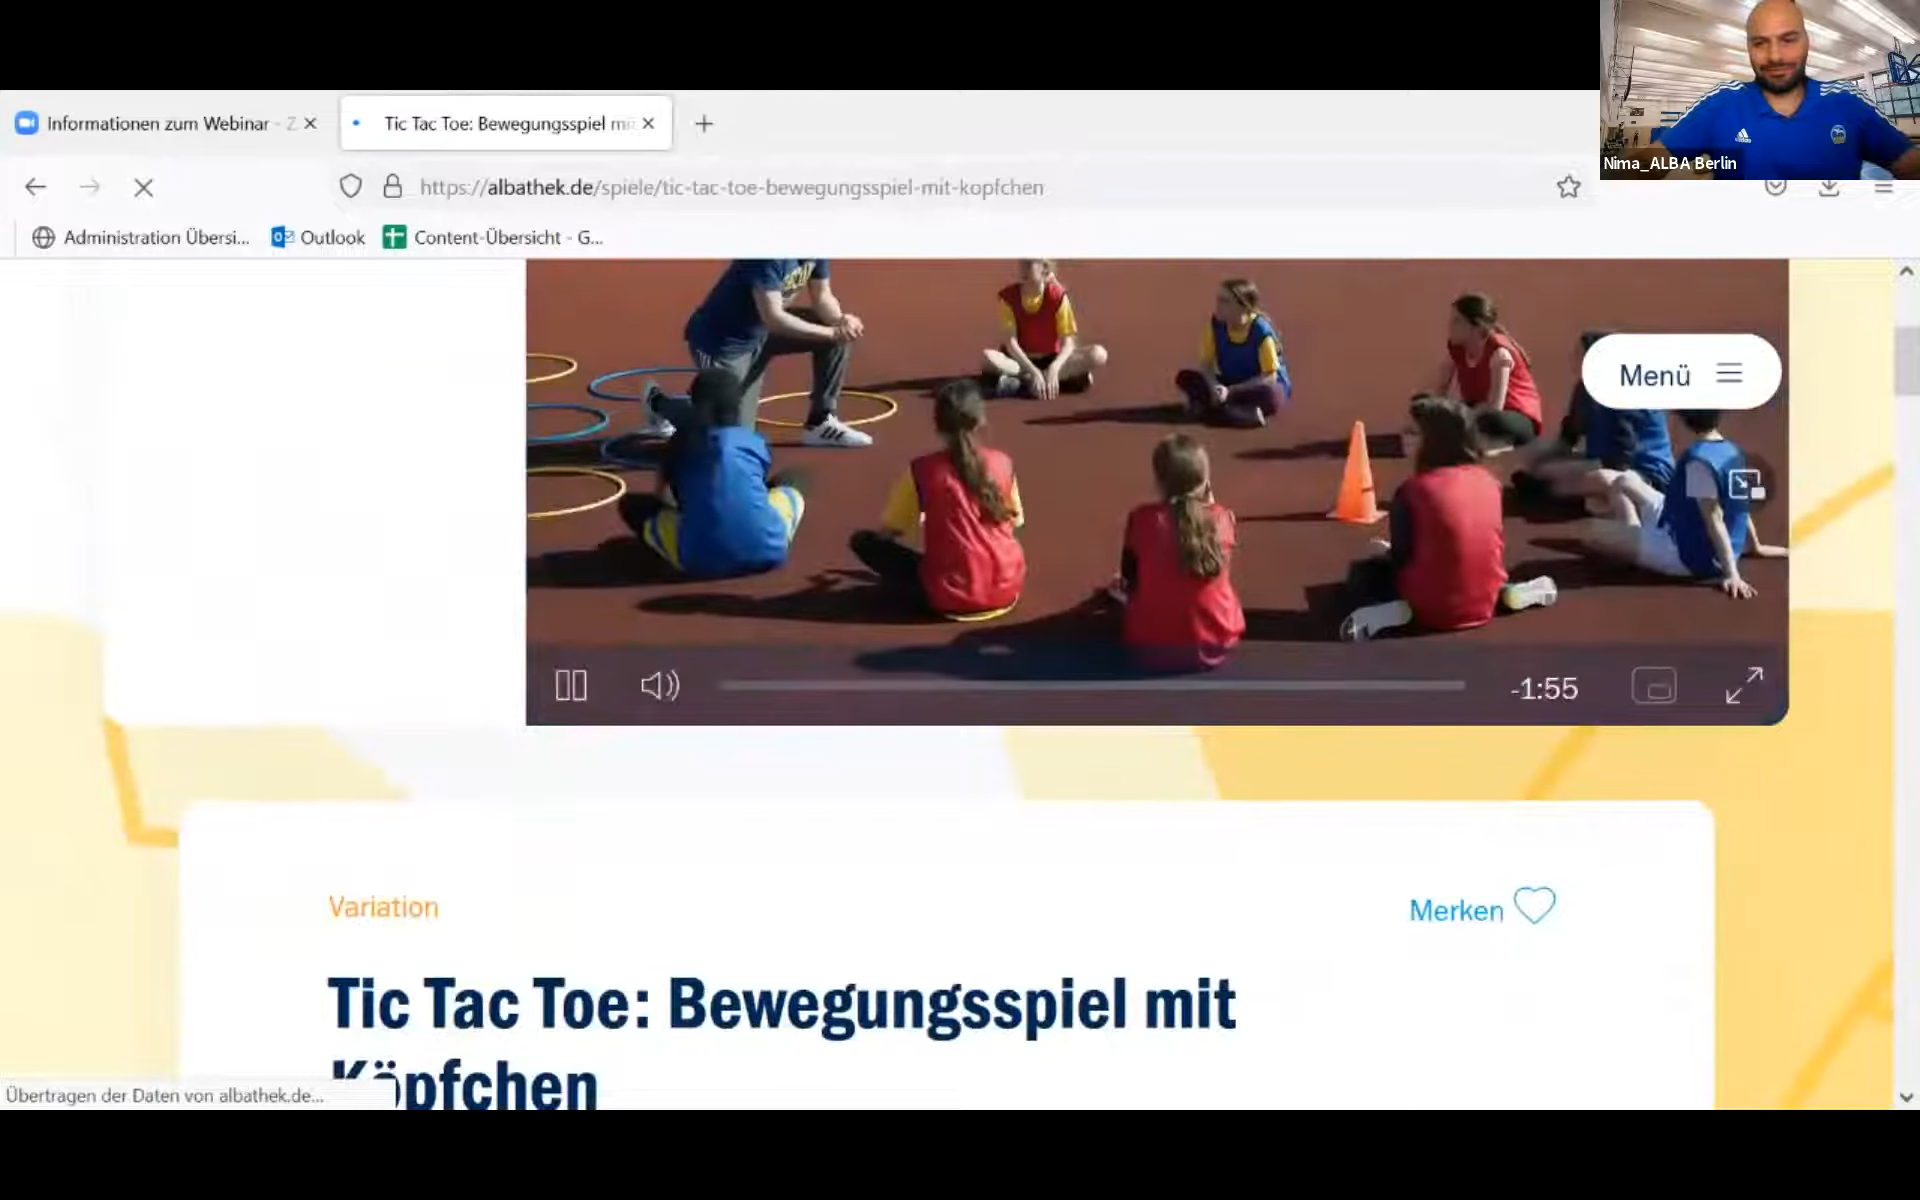 Informationen zum Webinar - Z
Tic Tac Toe: Bewegungsspiel mi
Nima_ALBA Berlin
https://albathek.de/spiele/tic-tac-toe-bewegungsspiel-mit-kopfchen
Administration Übersi...
Outlook
Content-Übersicht - G...
Menü
-1:55
Variation
Merken
Tic Tac Toe: Bewegungsspiel mit
Köpfchen
Übertragen der Daten von albathek.de...